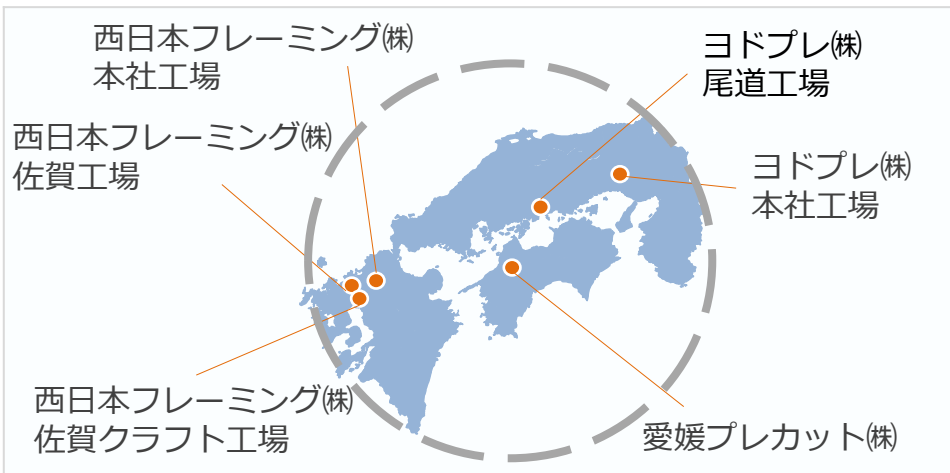 西日本フレーミング㈱
本社工場
ヨドプレ㈱
尾道工場
西日本フレーミング㈱
佐賀工場
ヨドプレ㈱
本社工場
西日本フレーミング㈱
佐賀クラフト工場
愛媛プレカット㈱